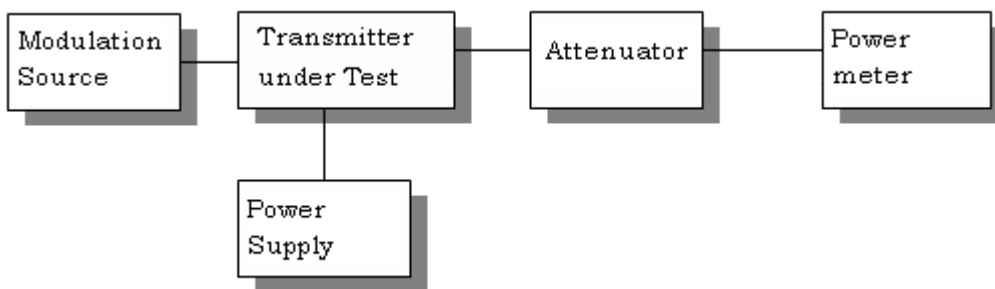 Modulation
Source
Transmitter
under Test
Attenuator
Power
meter
Power
Supply